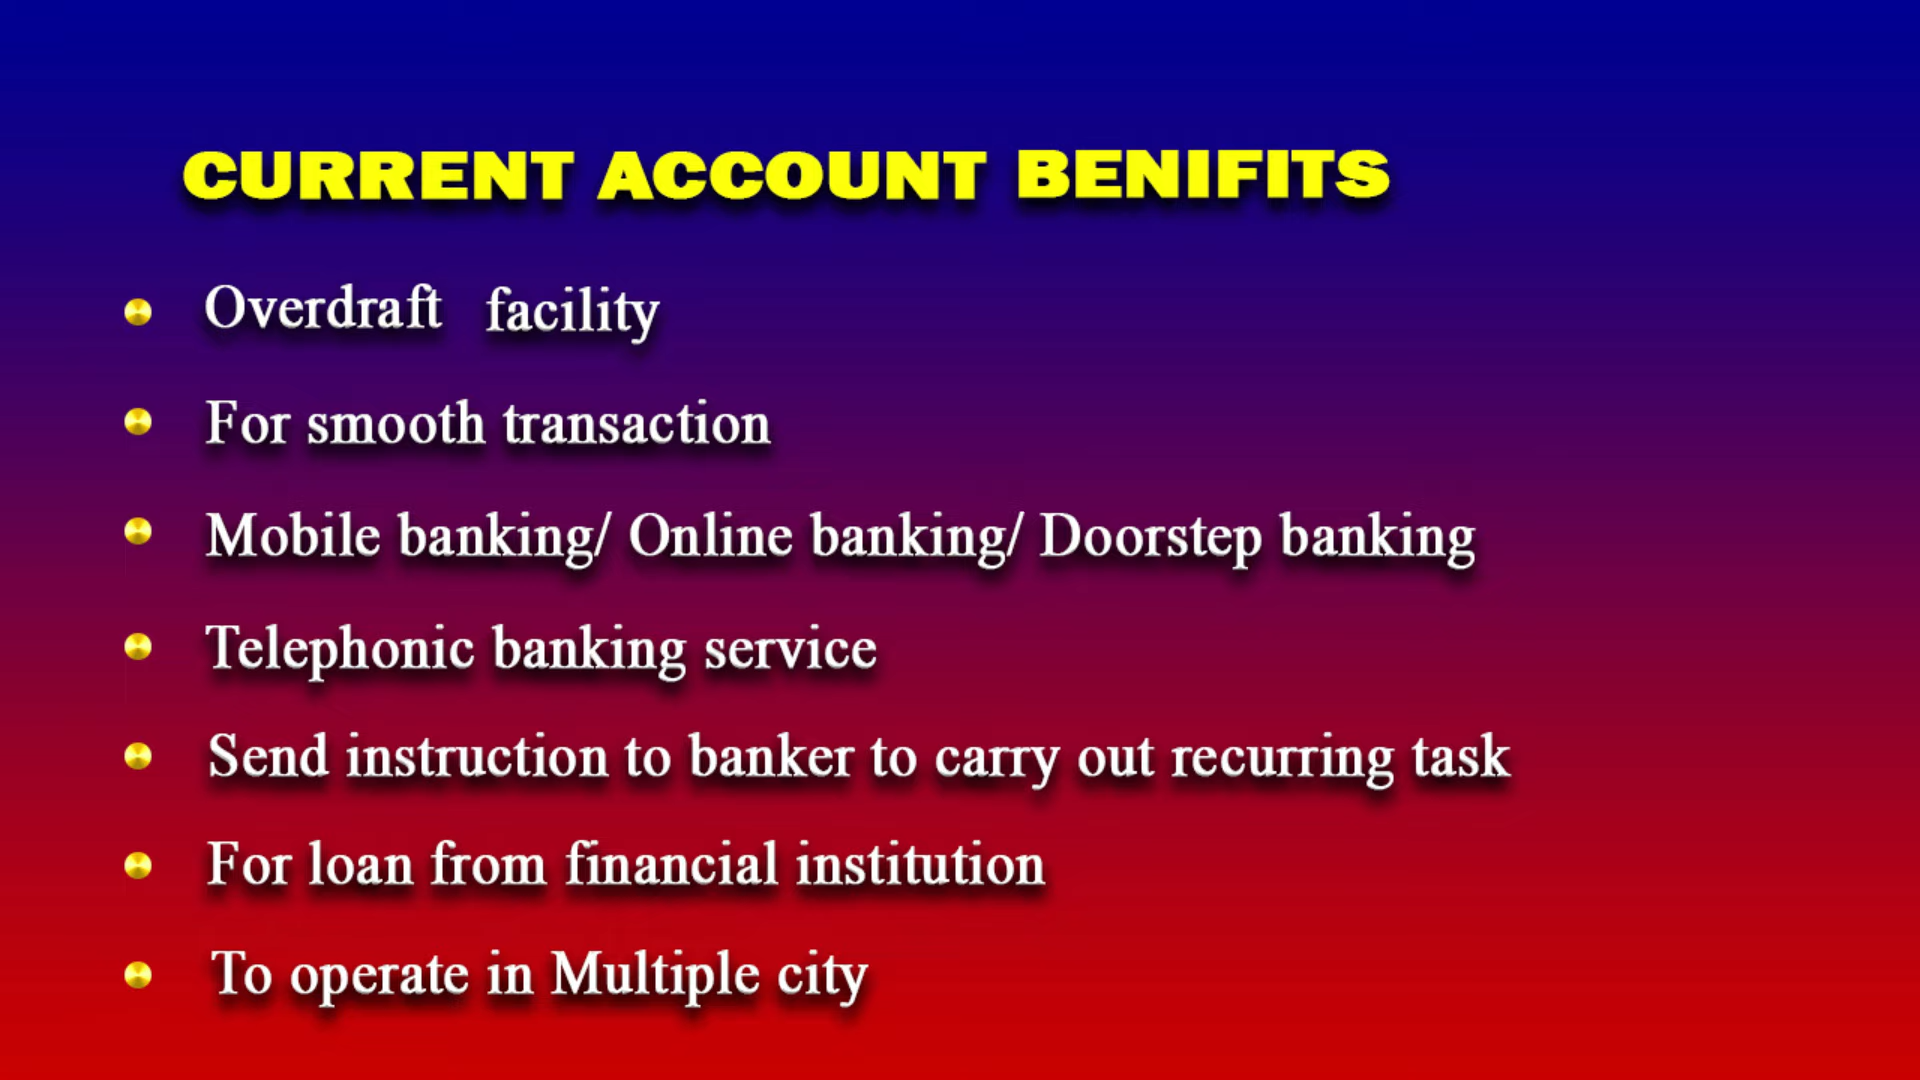 CURRENT ACCOUNT BENIFITS
Overdraft facility
For smooth transaction
Mobile banking/ Online banking/ Doorstep banking
Telephonic banking service
Send instruction to banker to carry out recurring task
For loan from financial institution
To operate in Multiple city